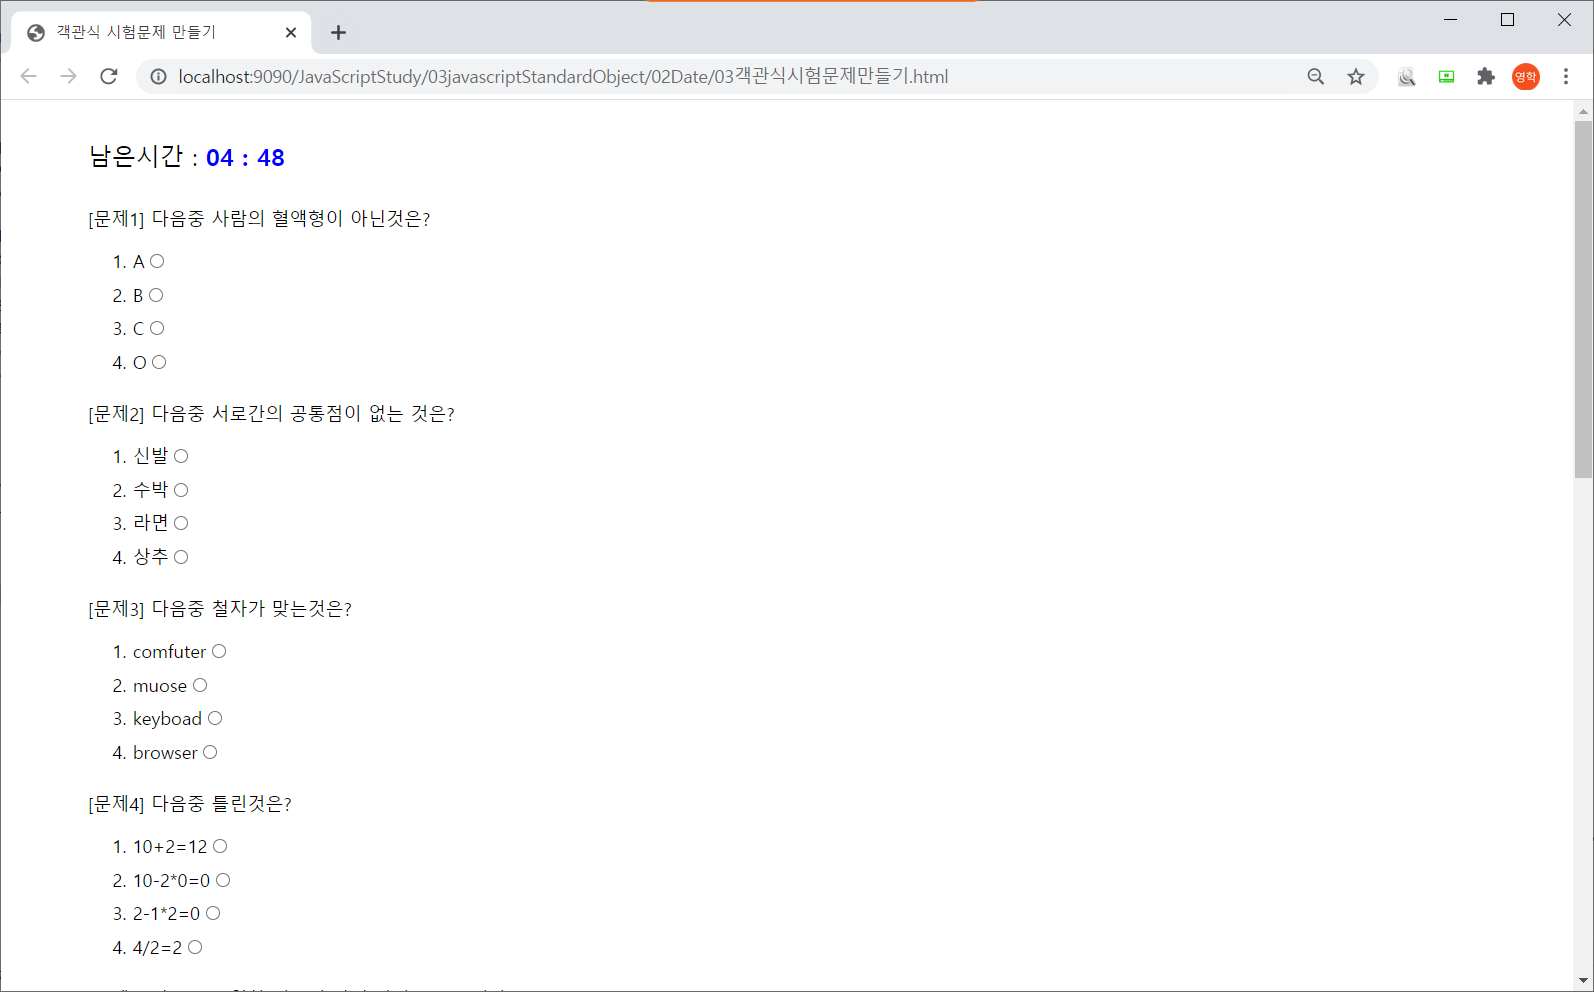 객관식 시험문제 만들기
localhost:9090/JavaScriptStudy/03javascriptStandardObject/02Date/03객관식시험문제만들기.html
영학
남은시간 : 04 : 48
[문제1] 다음중 사람의 혈액형이 아닌것은?
1. A
2. B
3. C
4. O
[문제2] 다음중 서로간의 공통점이 없는 것은?
1. 신발
2. 수박
3. 라면
4. 상추
[문제3] 다음중 철자가 맞는것은?
1. comfuter
2. muose
3. keyboad
4. browser
[문제4] 다음중 틀린것은?
1. 10+2=12
2. 10-2*0=0
3. 2-1*2=0
4. 4/2=2